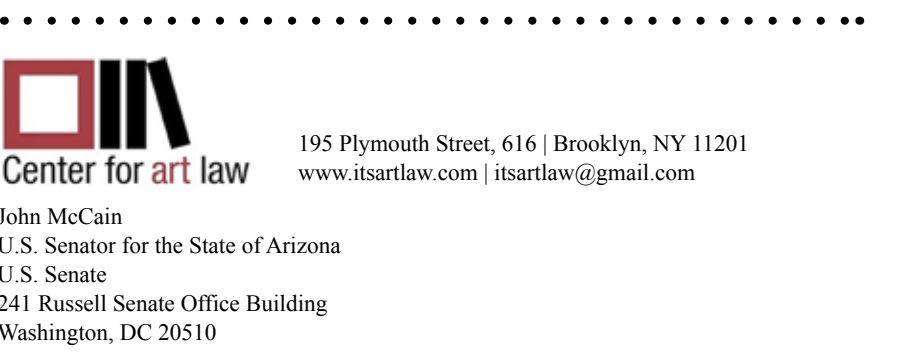 195 Plymouth Street, 616 | Brooklyn, NY 11201
Center for art law
www.itsartlaw.com | itsartlaw@gmail.com
John McCain
U.S. Senator for the State of Arizona
U.S. Senate
241 Russell Senate Office Building
Washington, DC 20510